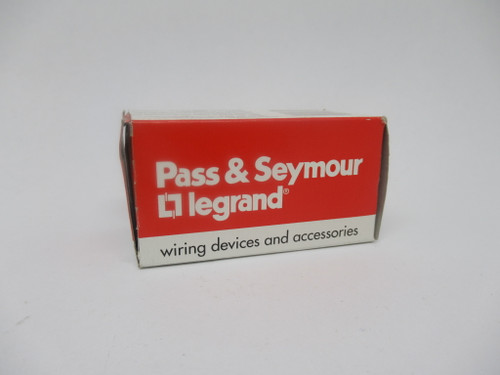 Pass & Seymour
legrand®
wiring devices and accessories